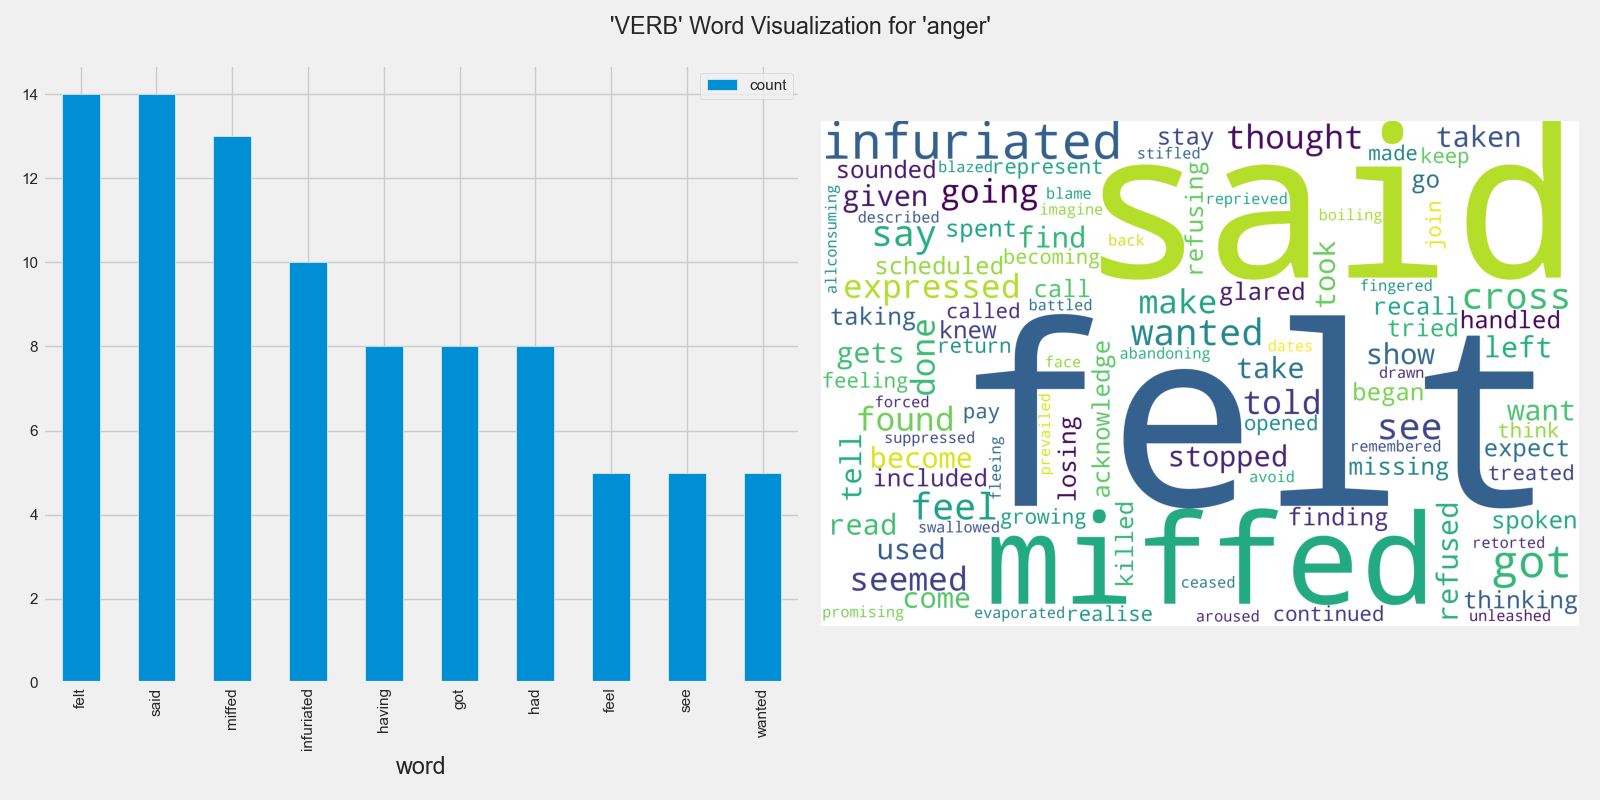 'VERB' Word Visualization for 'anger'
count
14
12
10
8
6
4
2
0
felt
said
miffed
infuriated
having
got
had
feel
see
wanted
word
infuriated
stay
thought
taken
said
stifled
made
keep
sounded
blazed
represent
refusing
go
given
going
blame
reprieved
allconsuming
described
imagine
boiling
join
say
spent
find
back
becoming
scheduled
took
expressed
call
make
glared
fingered
recall
cross
taking
called
battled
knew
wanted
tried
handled
done
return
abandoning
dates
show
left
gets
face
take
drawn
feeling
acknowledge
began
felt
forced
pay
prevailed
told
want
found
opened
see
think
suppressed
losing
remembered
expect
tell
become
fleeing
stopped
missing
treated
included
avoid
feel
growing
killed
finding
refused
spoken
read
swallowed
miffed
retorted
used
got
seemed
ceased
come
thinking
promising
evaporated
realise
aroused
continued
unleashed